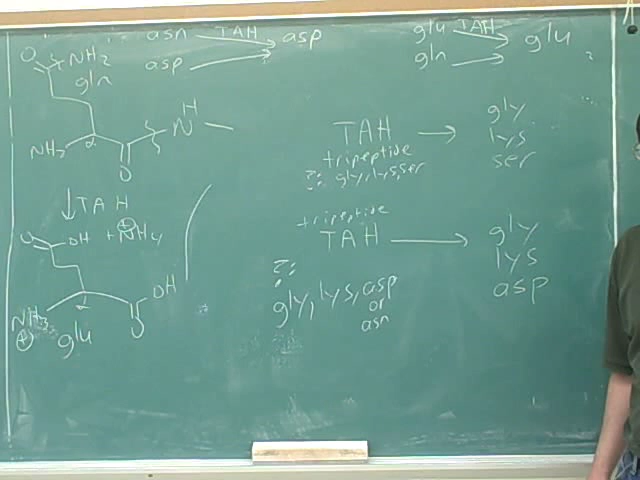 asn TAH asp
asp
glu TAH glu
gln
O NH2
gln
H
N
NH2 α O
TAH
O OH + NH4
⊕
α OH
NH3 O
⊕ glu
TAH → gly
tripeptide lys
?: gly, lys, ser ser
tripeptide
TAH → gly
lys
asp
?:
gly, lys, asp
or
asn